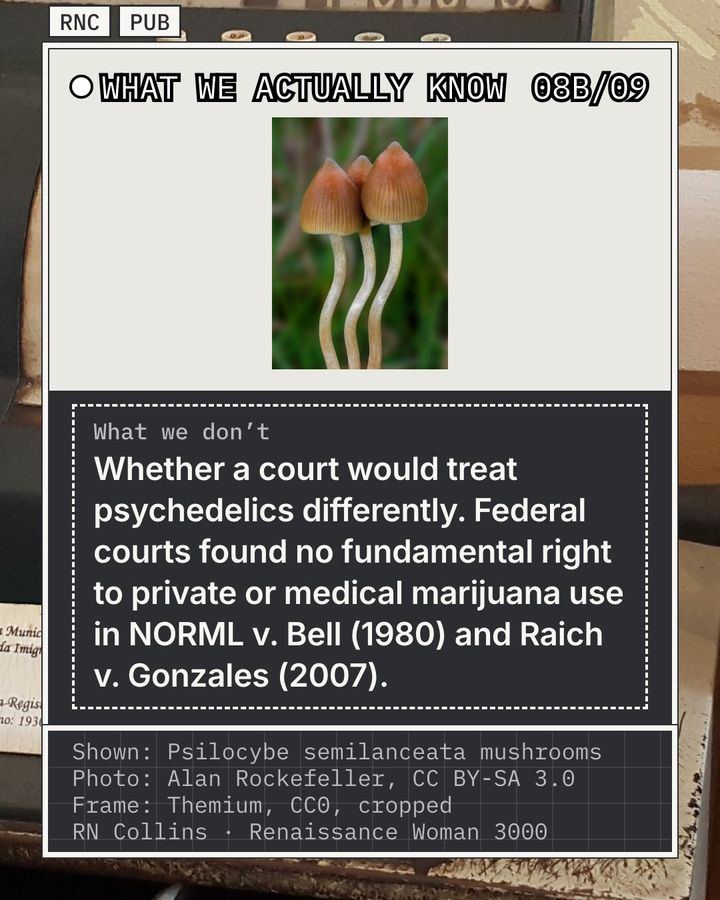 RNC PUB
WHAT WE ACTUALLY KNOW 08B/09
What we don’t
Whether a court would treat
psychedelics differently. Federal
courts found no fundamental right
to private or medical marijuana use
in NORML v. Bell (1980) and Raich
v. Gonzales (2007).
Shown: Psilocybe semilanceata mushrooms
Photo: Alan Rockefeller, CC BY-SA 3.0
Frame: Themium, CC0, cropped
RN Collins · Renaissance Woman 3000